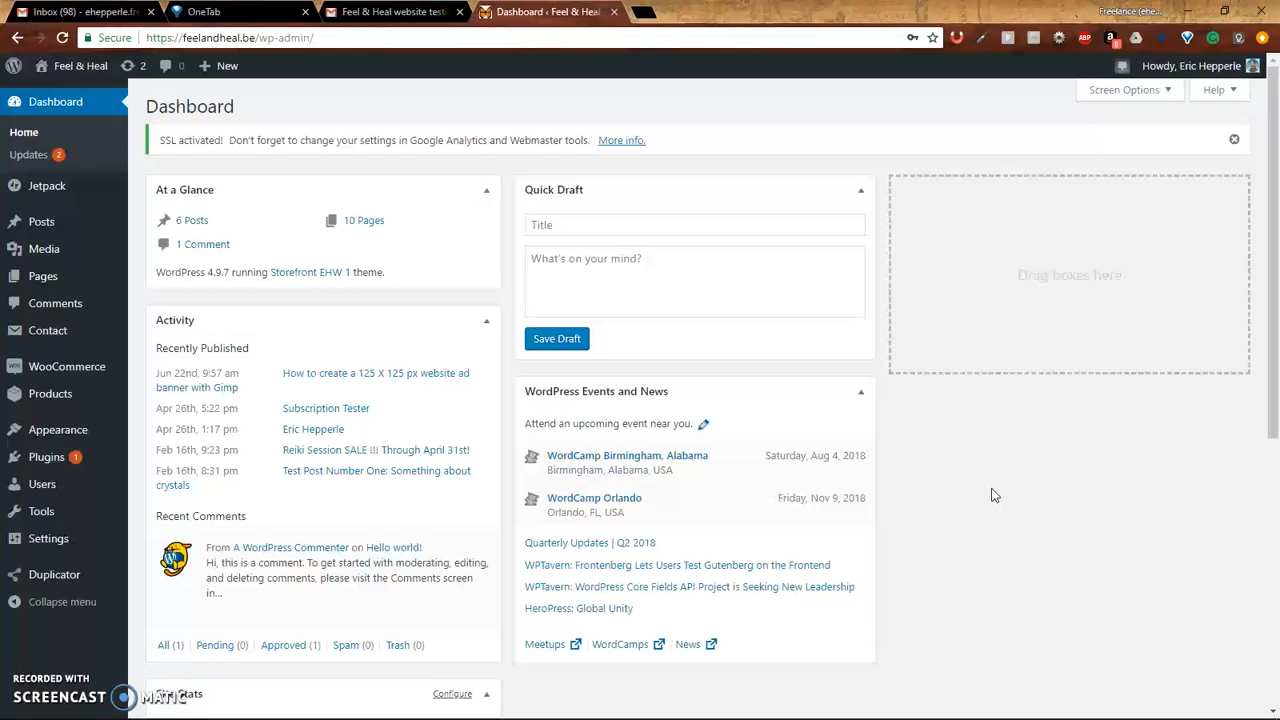 Inbox (98) - ehepperle.fr
OneTab
Feel & Heal website test
Dashboard ‹ Feel & Heal
Freelance (ehe...
Secure
https://feelandheal.be/wp-admin/
ABP
8
Feel & Heal
2
0
New
Howdy, Eric Hepperle
Dashboard
Home
Updates 2
Jetpack
Posts
Media
Pages
Comments
Contact
WooCommerce
Products
Appearance
Plugins 1
Users
Tools
Settings
Duplicator
Collapse menu
Screen Options
Help
Dashboard
SSL activated! Don't forget to change your settings in Google Analytics and Webmaster tools. More info.
At a Glance
6 Posts
10 Pages
1 Comment
WordPress 4.9.7 running Storefront EHW 1 theme.
Activity
Recently Published
Jun 22nd, 9:57 am How to create a 125 X 125 px website ad
banner with Gimp
Apr 26th, 5:22 pm Subscription Tester
Apr 26th, 1:17 pm Eric Hepperle
Feb 16th, 9:23 pm Reiki Session SALE !!! Through April 31st!
Feb 16th, 8:31 pm Test Post Number One: Something about
crystals
Recent Comments
From A WordPress Commenter on Hello world!
Hi, this is a comment. To get started with moderating, editing,
and deleting comments, please visit the Comments screen
in...
All (1) | Pending (0) | Approved (1) | Spam (0) | Trash (0)
Stats
Configure
Quick Draft
Title
What's on your mind?
Save Draft
WordPress Events and News
Attend an upcoming event near you.
WordCamp Birmingham, Alabama
Saturday, Aug 4, 2018
Birmingham, Alabama, USA
WordCamp Orlando
Friday, Nov 9, 2018
Orlando, FL, USA
Quarterly Updates | Q2 2018
WPTavern: Frontenberg Lets Users Test Gutenberg on the Frontend
WPTavern: WordPress Core Fields API Project is Seeking New Leadership
HeroPress: Global Unity
Meetups | WordCamps | News
Drag boxes here
RECORDED WITH
SCREENCAST MATIC